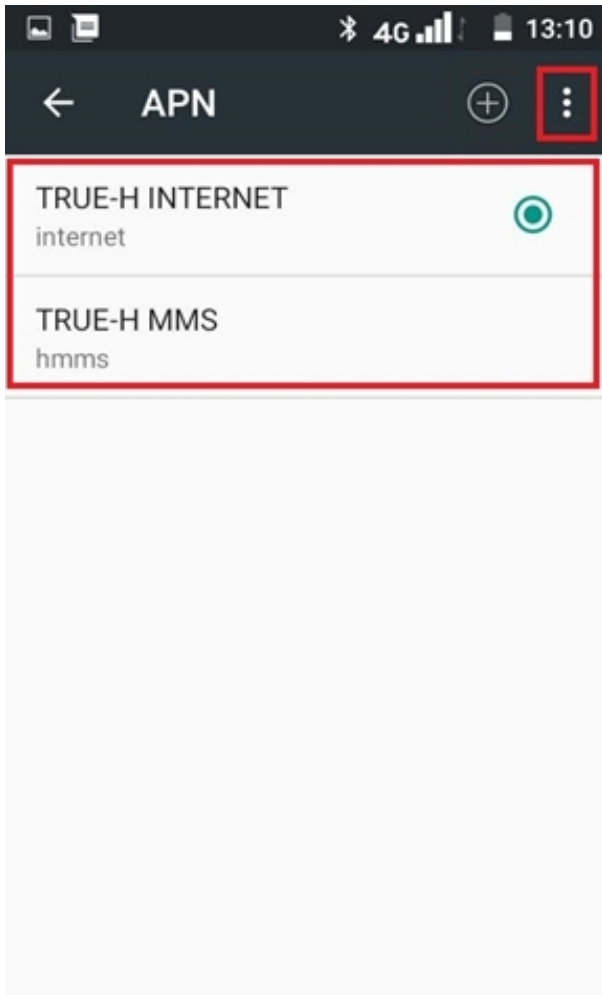 4G 13:10
APN
TRUE-H INTERNET
internet
TRUE-H MMS
hmms